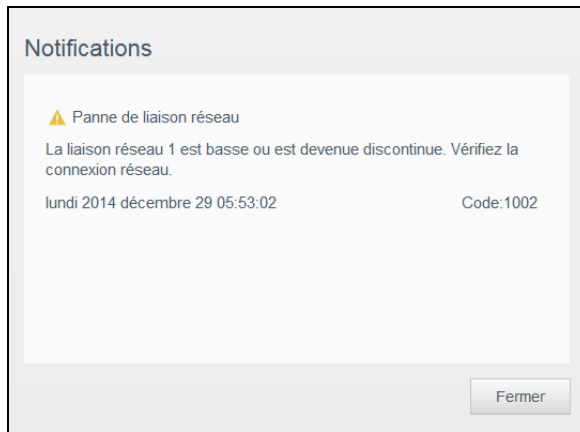 Notifications
Panne de liaison réseau
La liaison réseau 1 est basse ou est devenue discontinue. Vérifiez la
connexion réseau.
lundi 2014 décembre 29 05:53:02 Code:1002
Fermer